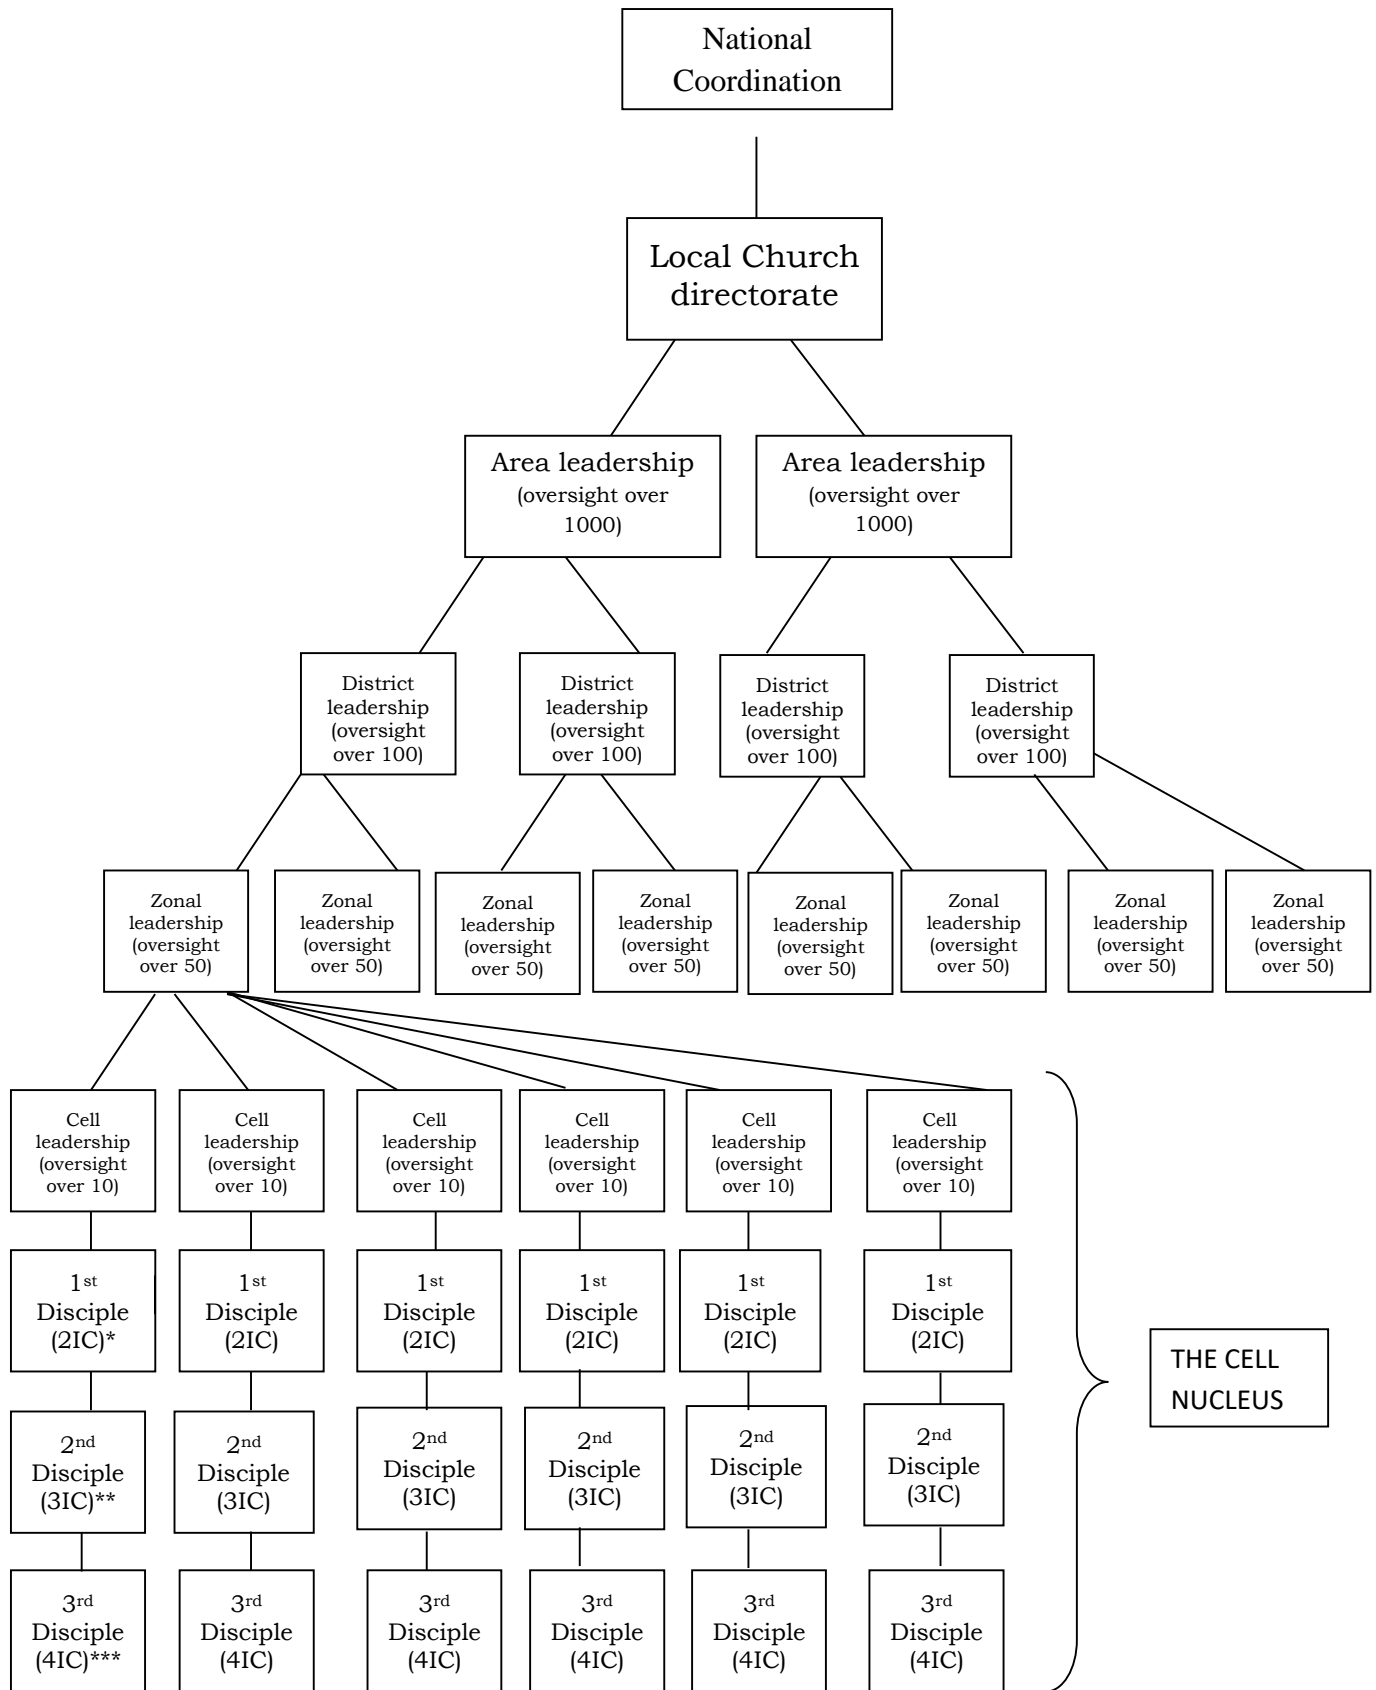 National
Coordination
Local Church
directorate
Area leadership
(oversight over
1000)
Area leadership
(oversight over
1000)
District
leadership
(oversight
over 100)
District
leadership
(oversight
over 100)
District
leadership
(oversight
over 100)
District
leadership
(oversight
over 100)
Zonal
leadership
(oversight
over 50)
Zonal
leadership
(oversight
over 50)
Zonal
leadership
(oversight
over 50)
Zonal
leadership
(oversight
over 50)
Zonal
leadership
(oversight
over 50)
Zonal
leadership
(oversight
over 50)
Zonal
leadership
(oversight
over 50)
Zonal
leadership
(oversight
over 50)
Cell
leadership
(oversight
over 10)
Cell
leadership
(oversight
over 10)
Cell
leadership
(oversight
over 10)
Cell
leadership
(oversight
over 10)
Cell
leadership
(oversight
over 10)
Cell
leadership
(oversight
over 10)
1st
Disciple
(2IC)*
1st
Disciple
(2IC)
1st
Disciple
(2IC)
1st
Disciple
(2IC)
1st
Disciple
(2IC)
1st
Disciple
(2IC)
THE CELL
NUCLEUS
2nd
Disciple
(3IC)**
2nd
Disciple
(3IC)
2nd
Disciple
(3IC)
2nd
Disciple
(3IC)
2nd
Disciple
(3IC)
2nd
Disciple
(3IC)
3rd
Disciple
(4IC)***
3rd
Disciple
(4IC)
3rd
Disciple
(4IC)
3rd
Disciple
(4IC)
3rd
Disciple
(4IC)
3rd
Disciple
(4IC)